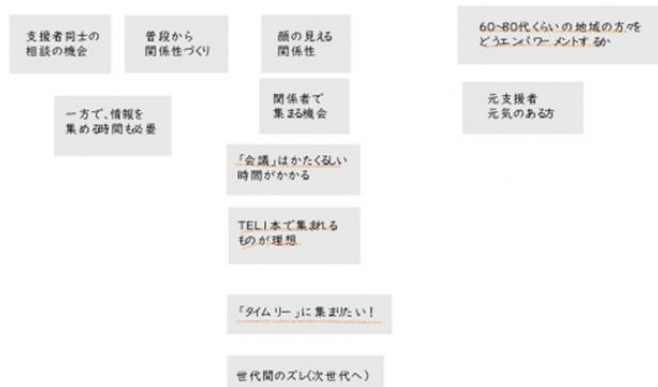 支援者同士の
相談の機会
普段から
関係性づくり
顔の見える
関係性
60~80代くらいの地域の方々を
どうエンパワーメントするか
一方で、情報を
集める時間も必要
関係者で
集まる機会
元支援者
元気のある方
「会議」はかたくるしい
時間がかかる
TEL1本で集まれる
ものが理想
「タイムリー」に集まりたい!
世代間のズレ(次世代へ)